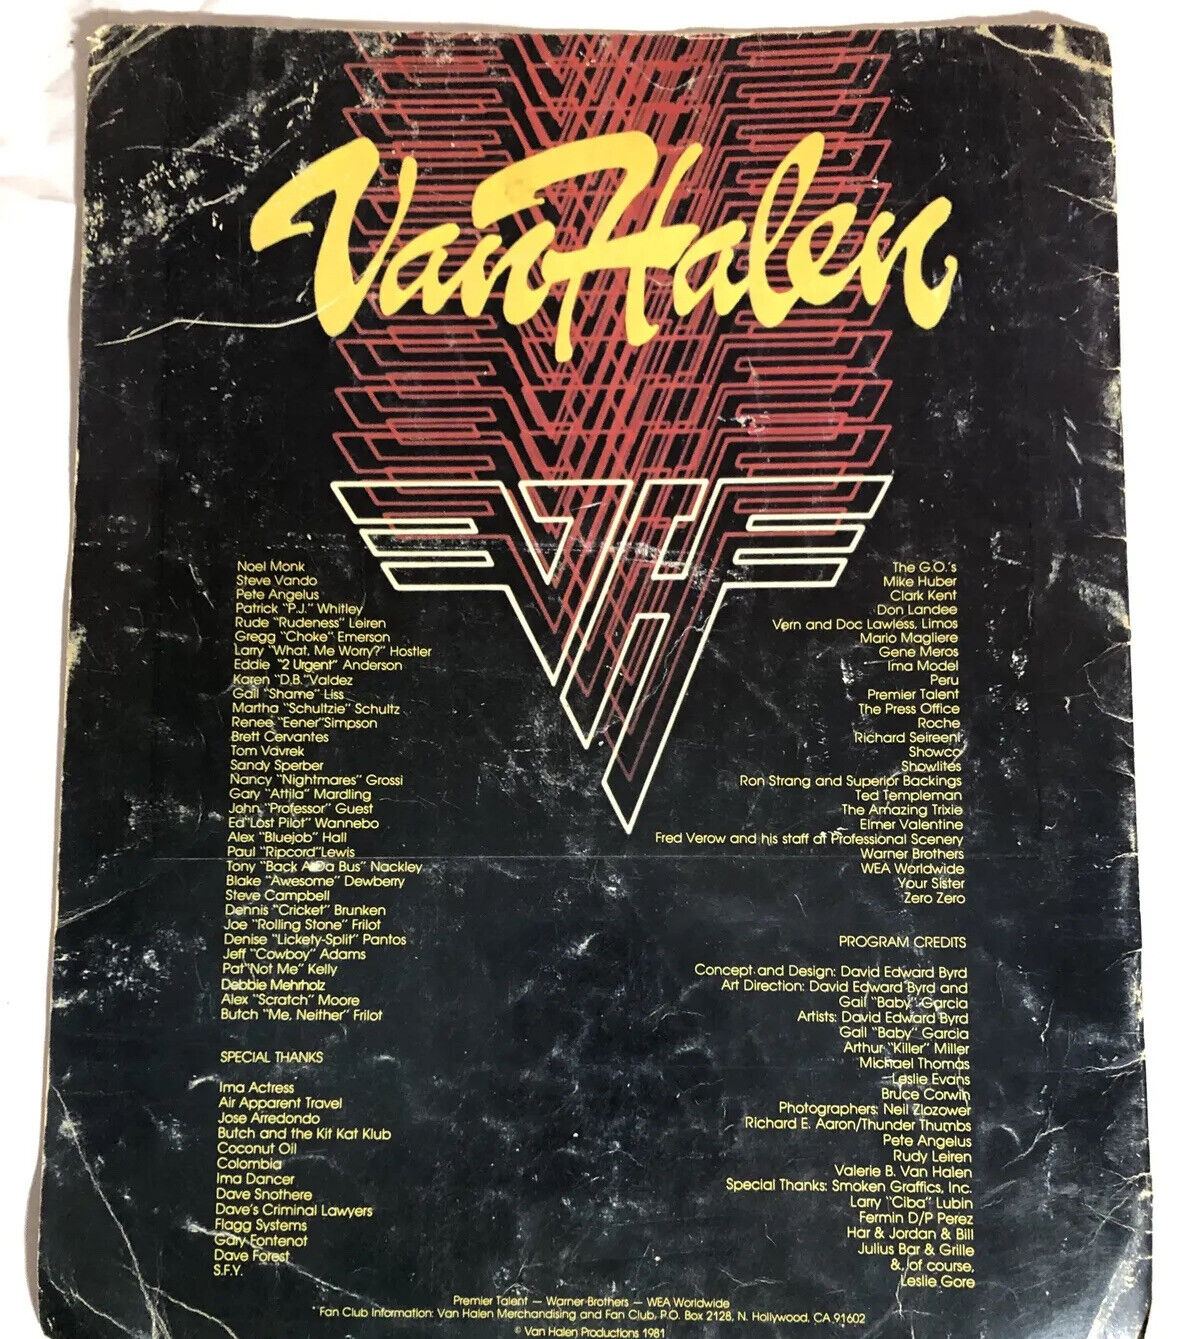 Van Halen
VH
Noel Monk
Steve Vando
Pete Angelus
Patrick "P.J." Whitley
Rude "Rudeness" Leiren
Gregg "Choke" Emerson
Larry "What, Me Worry?" Hostler
Eddie "2 Urgent" Anderson
Karen "D.B." Valdez
Gail "Shame" Liss
Martha "Schultzie" Schultz
Renee "Eener" Simpson
Brett Cervantes
Tom Vavrek
Sandy Sperber
Nancy "Nightmares" Grossi
Gary "Attila" Mardling
John "Professor" Guest
Ed "Lost Pilot" Wannebo
Alex "Bluejob" Hall
Paul "Ripcord" Lewis
Tony "Back A Da Bus" Nackley
Blake "Awesome" Dewberry
Steve Campbell
Dennis "Cricket" Brunken
Joe "Rolling Stone" Frilot
Denise "Lickety-Split" Pantos
Jeff "Cowboy" Adams
Pat "Not Me" Kelly
Debbie Mehrholz
Alex "Scratch" Moore
Butch "Me, Neither" Frilot
SPECIAL THANKS
Ima Actress
Air Apparent Travel
Jose Arredondo
Butch and the Kit Kat Klub
Coconut Oil
Colombia
Ima Dancer
Dave Snothere
Dave's Criminal Lawyers
Flagg Systems
Gary Fontenot
Dave Forest
S.F.Y.
The G.O.'s
Mike Huber
Clark Kent
Don Landee
Vern and Doc Lawless, Limos
Mario Magliere
Gene Meros
Ima Model
Peru
Premier Talent
The Press Office
Roche
Richard Seireeni
Showco
Showlites
Ron Strang and Superior Backings
Ted Templeman
The Amazing Trixie
Elmer Valentine
Fred Verow and his staff at Professional Scenery
Warner Brothers
WEA Worldwide
Your Sister
Zero Zero
PROGRAM CREDITS
Concept and Design: David Edward Byrd
Art Direction: David Edward Byrd and
Gail "Baby" Garcia
Artists: David Edward Byrd
Gail "Baby" Garcia
Arthur "Killer" Miller
Michael Thomas
Leslie Evans
Bruce Corwin
Photographers: Neil Zlozower
Richard E. Aaron/Thunder Thumbs
Pete Angelus
Rudy Leiren
Valerie B. Van Halen
Special Thanks: Smoken Graffics, Inc.
Larry "Ciba" Lubin
Fermin D/P Perez
Har & Jordan & Bill
Julius Bar & Grille
&, of course,
Leslie Gore
Premier Talent — Warner Brothers — WEA Worldwide
* Fan Club Information: Van Halen Merchandising and Fan Club, P.O. Box 2128, N. Hollywood, CA 91602
© Van Halen Productions 1981